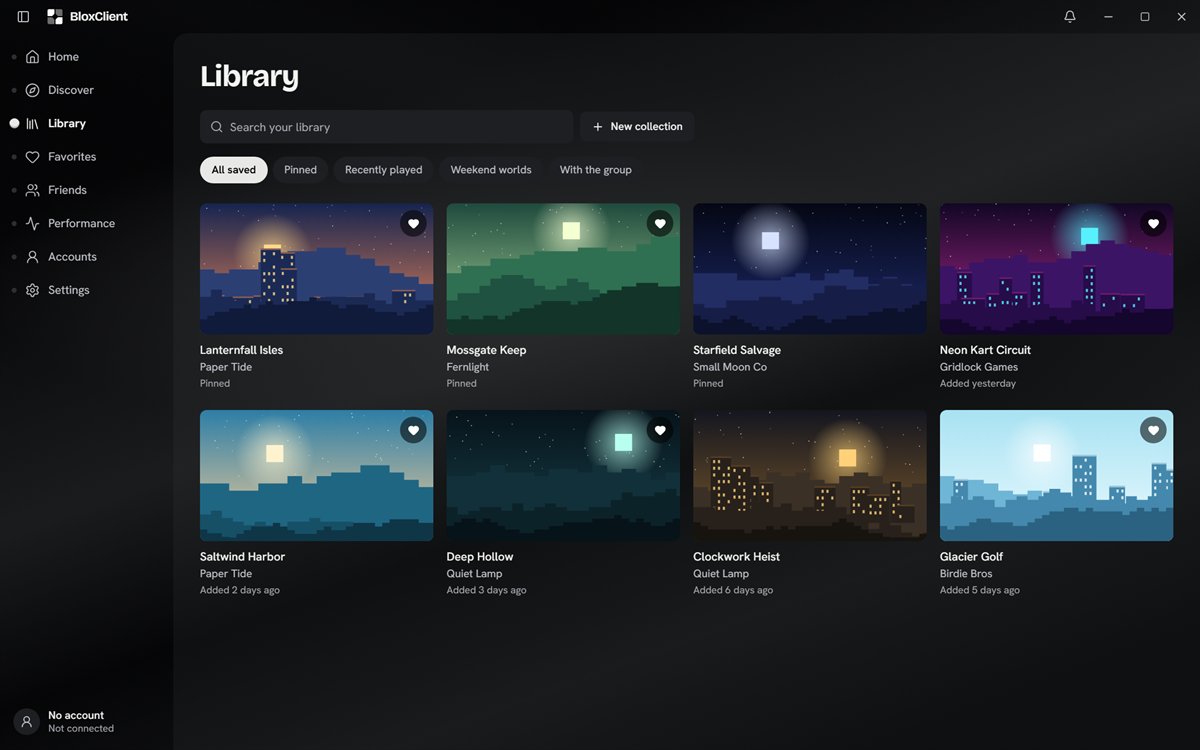 BloxClient
Home
Discover
Library
Favorites
Friends
Performance
Accounts
Settings
Library
Search your library
New collection
All saved
Pinned
Recently played
Weekend worlds
With the group
Lanternfall Isles
Paper Tide
Pinned
Mossgate Keep
Fernlight
Pinned
Starfield Salvage
Small Moon Co
Pinned
Neon Kart Circuit
Gridlock Games
Added yesterday
Saltwind Harbor
Paper Tide
Added 2 days ago
Deep Hollow
Quiet Lamp
Added 3 days ago
Clockwork Heist
Quiet Lamp
Added 6 days ago
Glacier Golf
Birdie Bros
Added 5 days ago
No account
Not connected